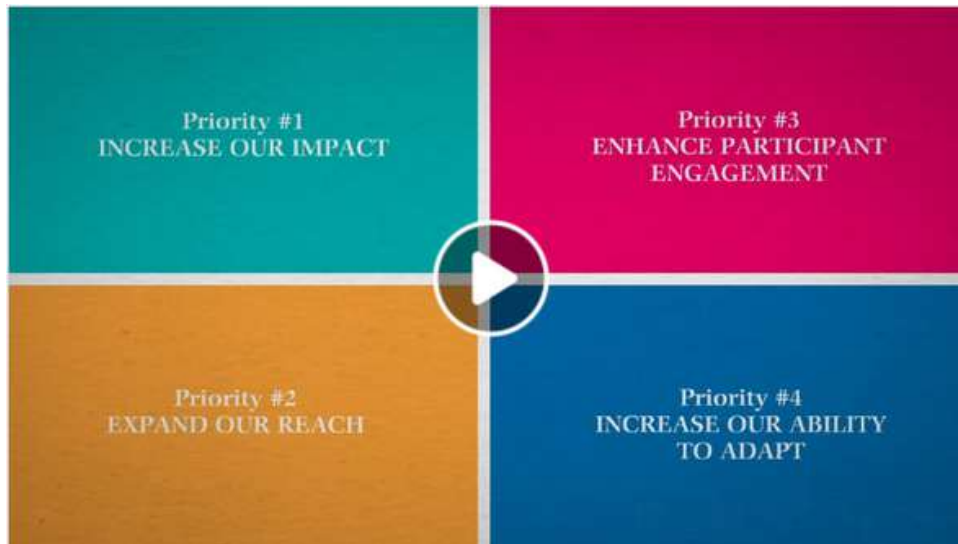 Priority #1
INCREASE OUR IMPACT
Priority #2
EXPAND OUR REACH
Priority #3
ENHANCE PARTICIPANT
ENGAGEMENT
Priority #4
INCREASE OUR ABILITY
TO ADAPT